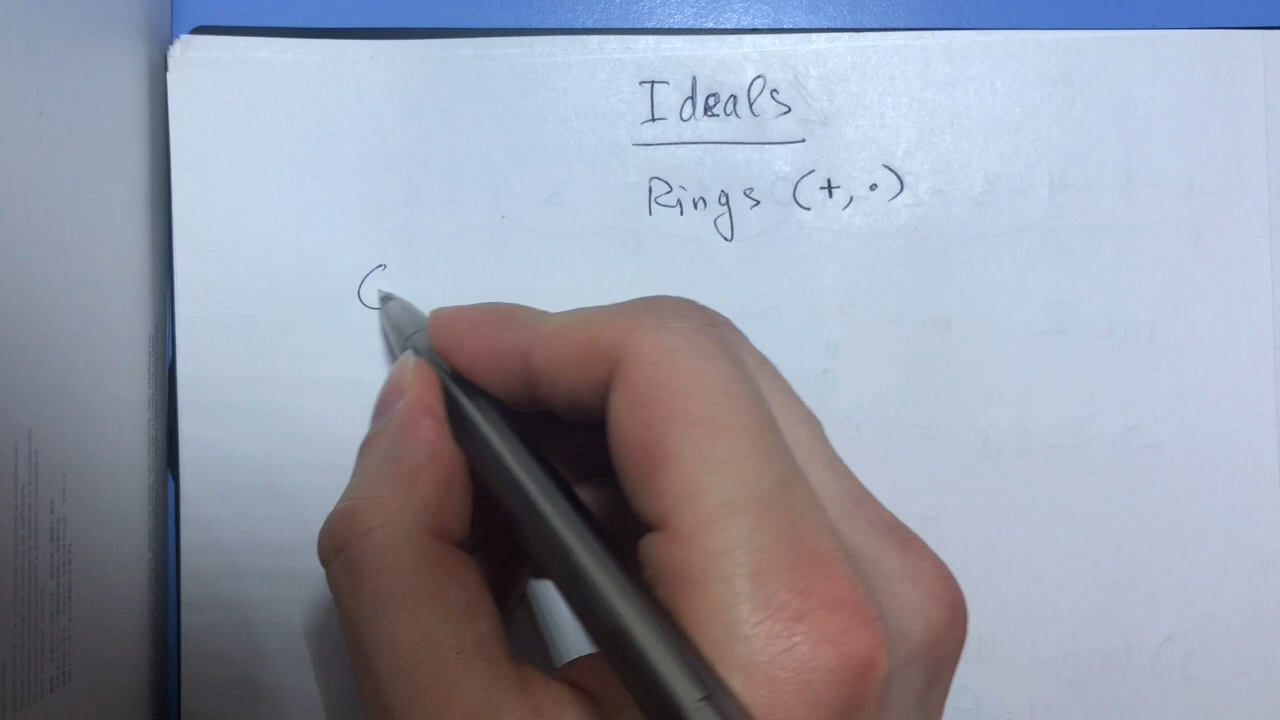 Ideals
Rings (+, •)
C